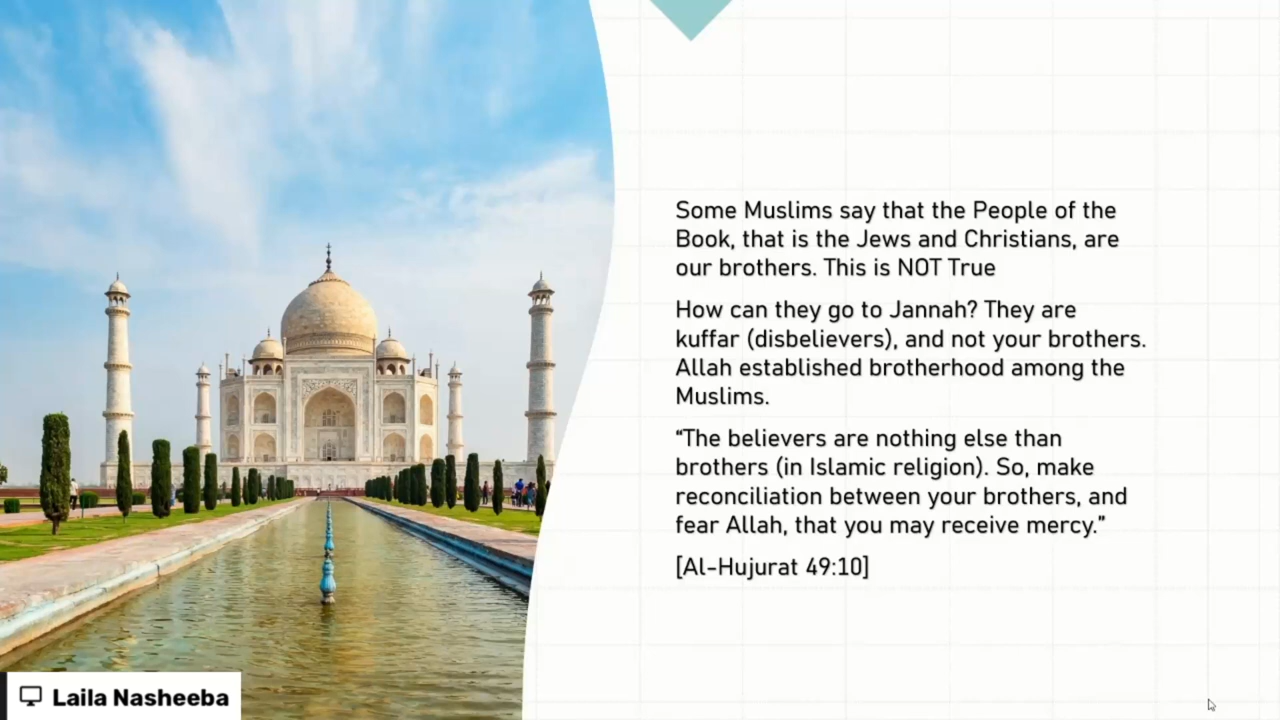 Some Muslims say that the People of the
Book, that is the Jews and Christians, are
our brothers. This is NOT True
How can they go to Jannah? They are
kuffar (disbelievers), and not your brothers.
Allah established brotherhood among the
Muslims.
“The believers are nothing else than
brothers (in Islamic religion). So, make
reconciliation between your brothers, and
fear Allah, that you may receive mercy.”
[Al-Hujurat 49:10]
Laila Nasheeba